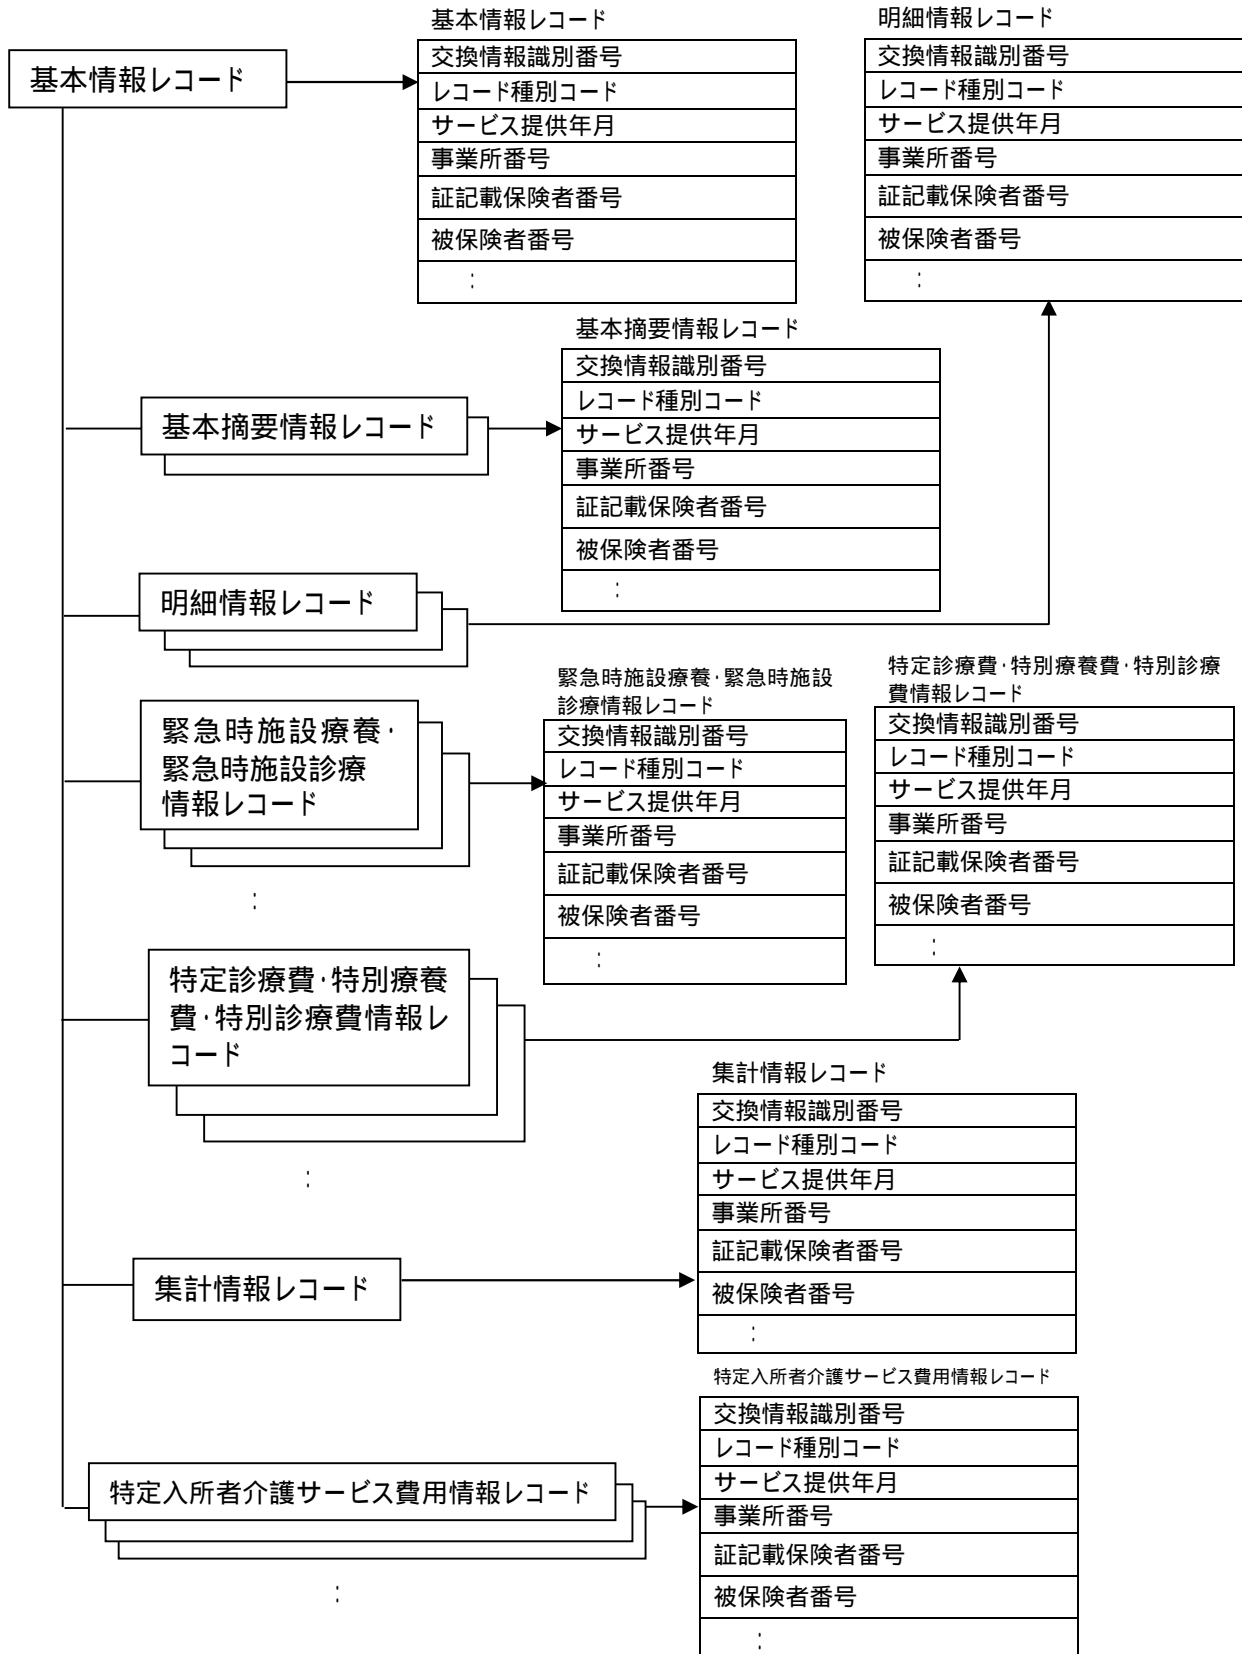 基本情報レコード
基本情報レコード
交換情報識別番号
レコード種別コード
サービス提供年月
事業所番号
証記載保険者番号
被保険者番号
:
明細情報レコード
交換情報識別番号
レコード種別コード
サービス提供年月
事業所番号
証記載保険者番号
被保険者番号
:
基本摘要情報レコード
基本摘要情報レコード
交換情報識別番号
レコード種別コード
サービス提供年月
事業所番号
証記載保険者番号
被保険者番号
:
明細情報レコード
緊急時施設療養・
緊急時施設診療
情報レコード
:
緊急時施設療養・緊急時施設
診療情報レコード
交換情報識別番号
レコード種別コード
サービス提供年月
事業所番号
証記載保険者番号
被保険者番号
:
特定診療費・特別療養費・特別診療
費情報レコード
交換情報識別番号
レコード種別コード
サービス提供年月
事業所番号
証記載保険者番号
被保険者番号
:
特定診療費・特別療養
費・特別診療費情報レ
コード
:
集計情報レコード
集計情報レコード
交換情報識別番号
レコード種別コード
サービス提供年月
事業所番号
証記載保険者番号
被保険者番号
:
特定入所者介護サービス費用情報レコード
:
特定入所者介護サービス費用情報レコード
交換情報識別番号
レコード種別コード
サービス提供年月
事業所番号
証記載保険者番号
被保険者番号
: